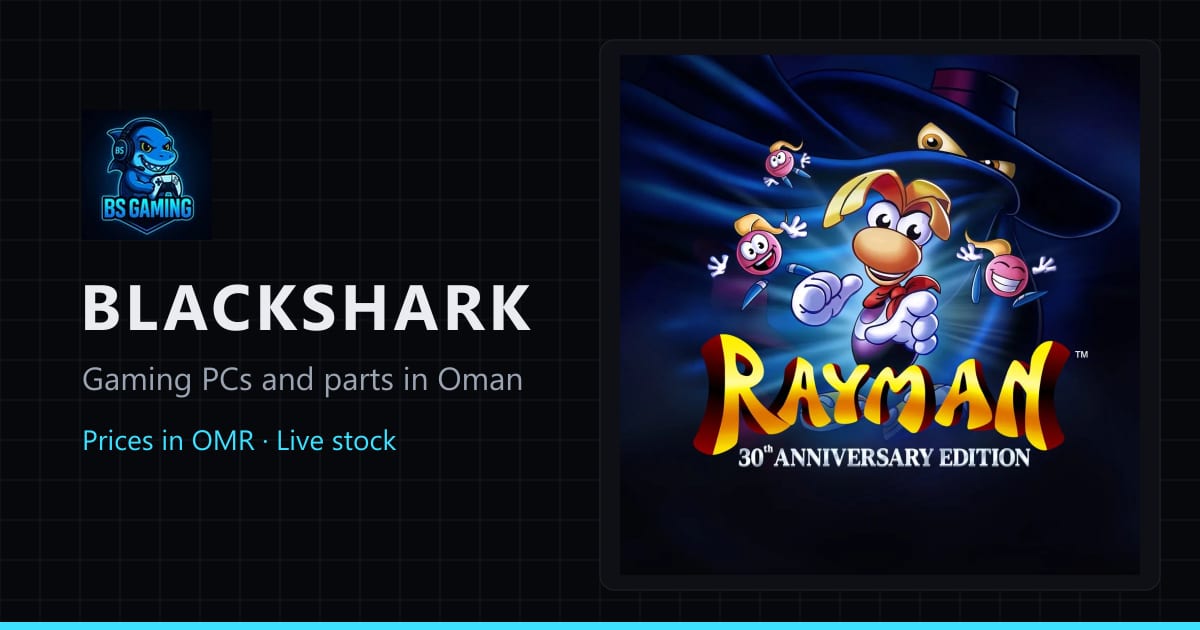 BS
BS GAMING
BLACKSHARK
Gaming PCs and parts in Oman
Prices in OMR · Live stock
RAYMAN™
30th ANNIVERSARY EDITION